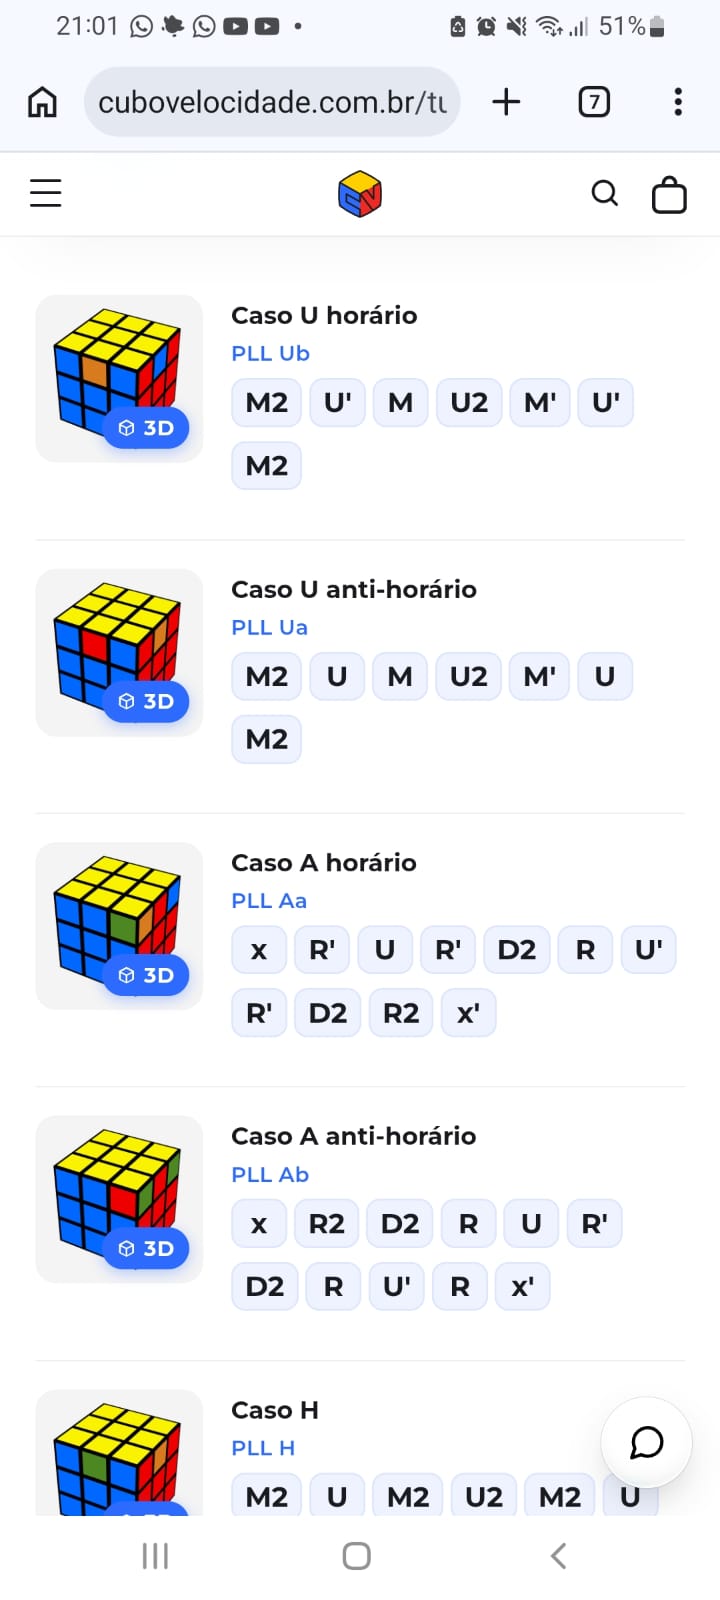 21:01
51%
cubovelocidade.com.br/tu
7
Caso U horário
PLL Ub
M2 U' M U2 M' U'
M2
3D
Caso U anti-horário
PLL Ua
M2 U M U2 M' U
M2
3D
Caso A horário
PLL Aa
x R' U R' D2 R U'
R' D2 R2 x'
3D
Caso A anti-horário
PLL Ab
x R2 D2 R U R'
D2 R U' R x'
3D
Caso H
PLL H
M2 U M2 U2 M2 U